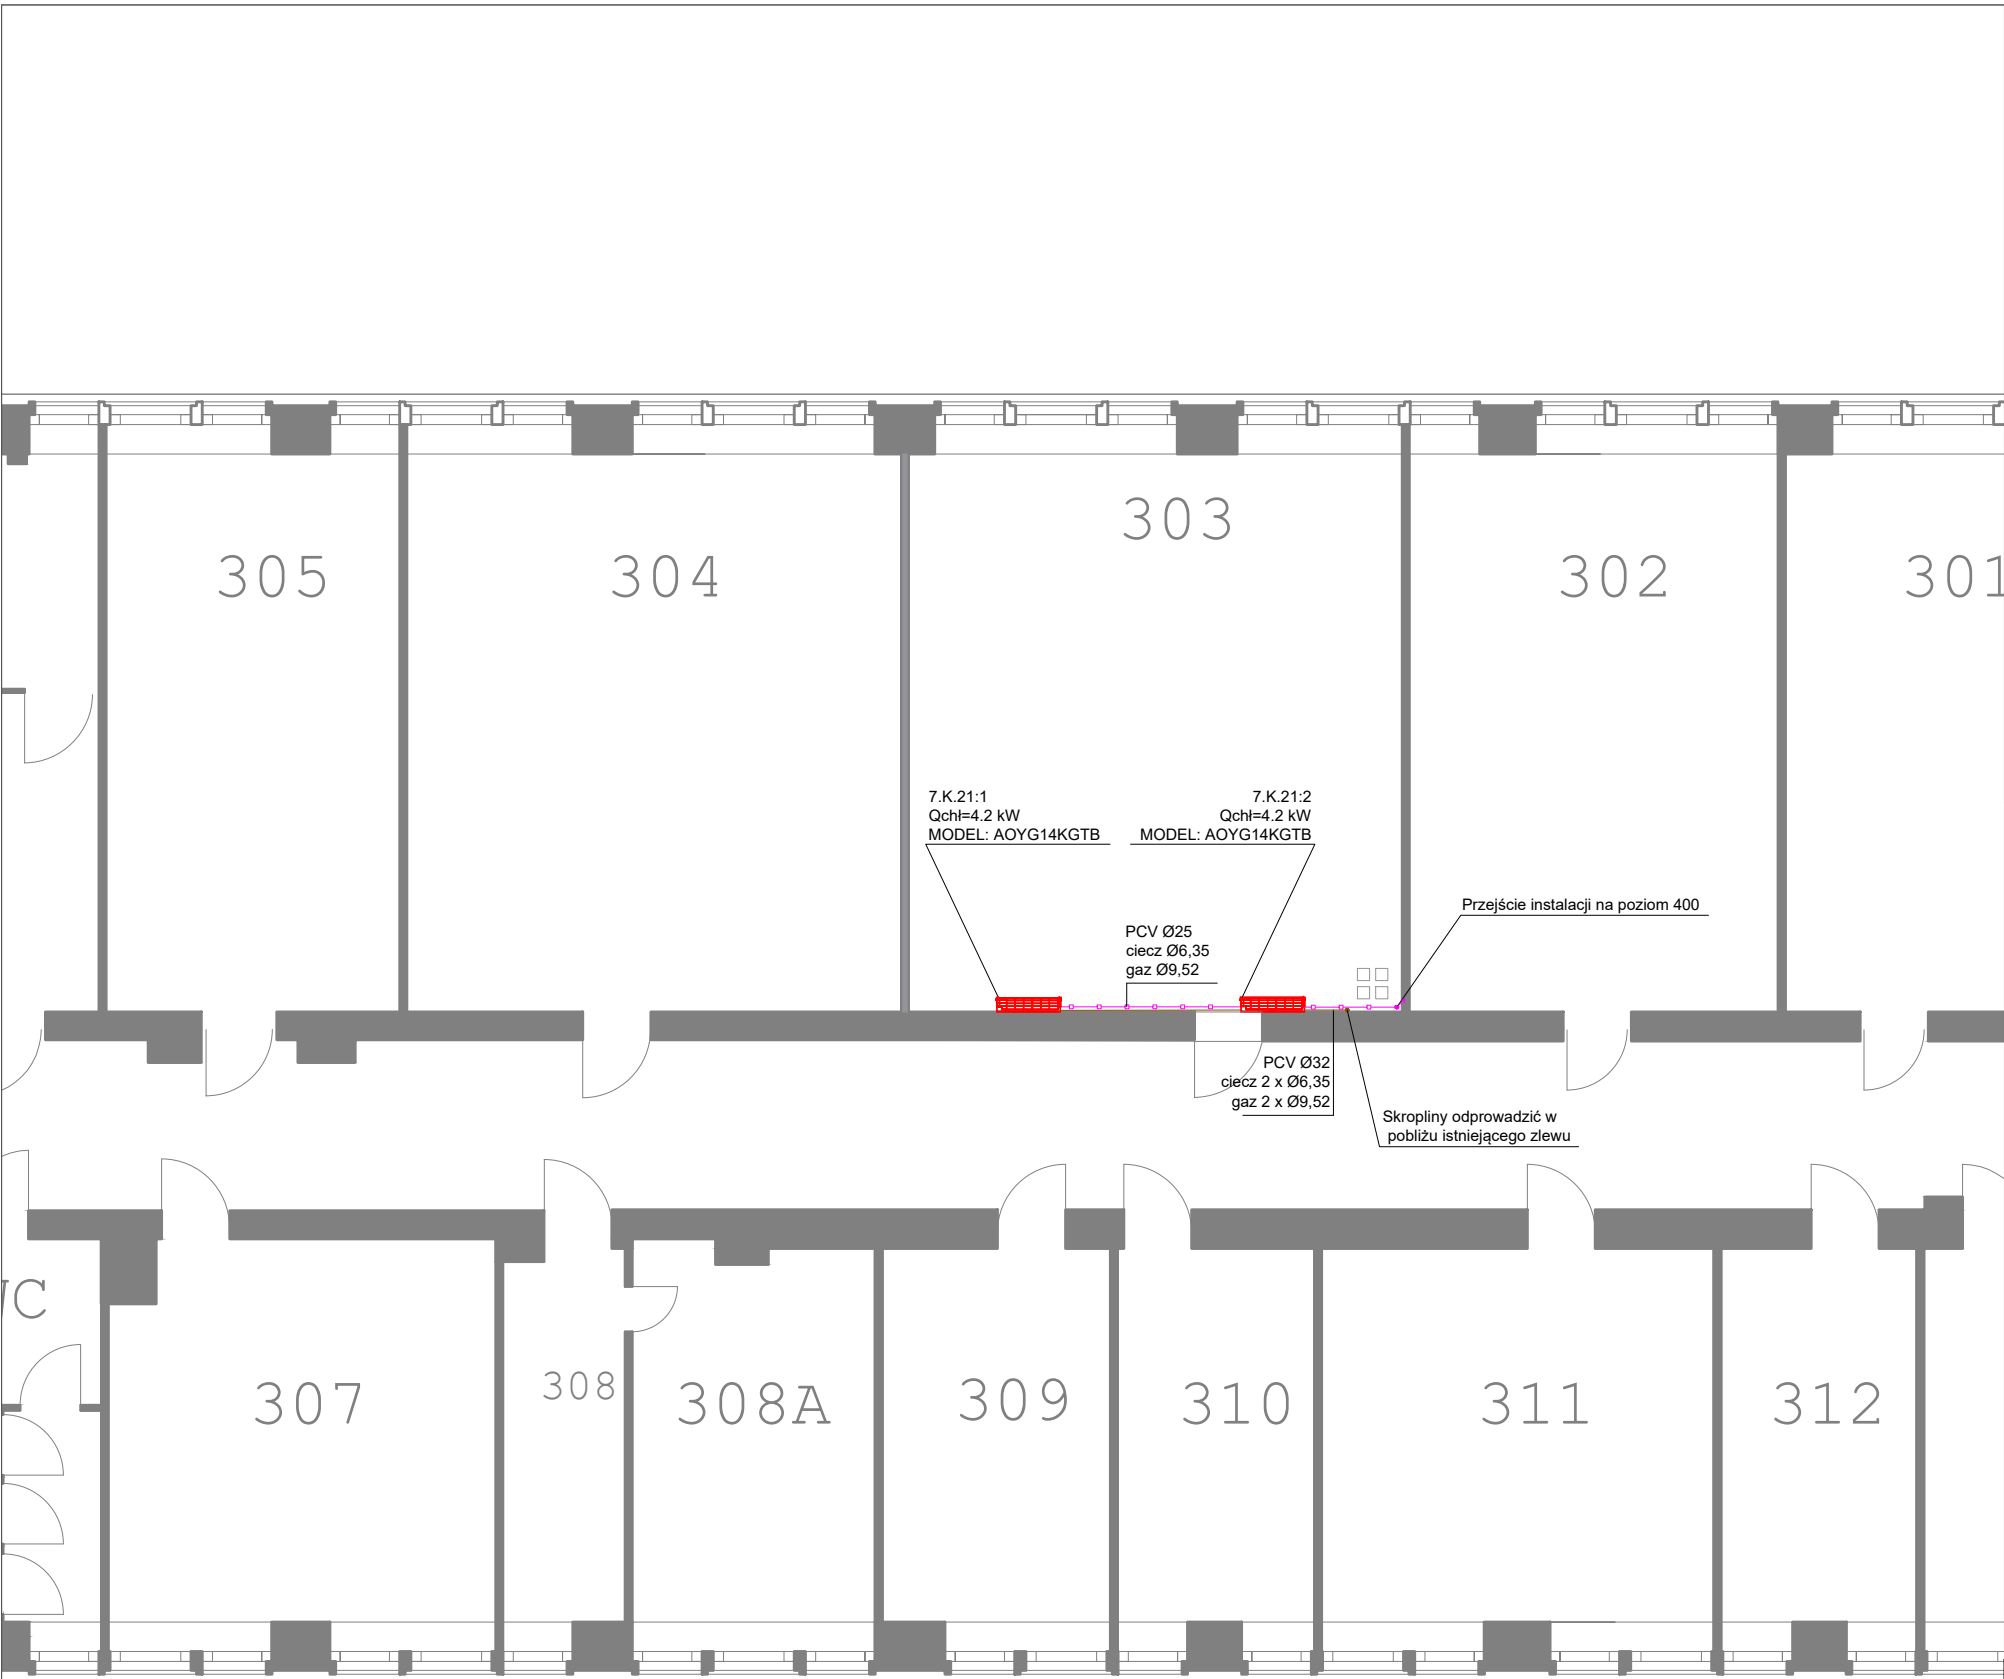 303
305
304
302
301
7.K.21:1
Qchł=4.2 kW
MODEL: AOYG14KGTB
7.K.21:2
Qchł=4.2 kW
MODEL: AOYG14KGTB
Przejście instalacji na poziom 400
PCV Ø25
ciecz Ø6,35
gaz Ø9,52
PCV Ø32
ciecz 2 x Ø6,35
gaz 2 x Ø9,52
Skropliny odprowadzić w
pobliżu istniejącego zlewu
WC
307
308
308A
309
310
311
312